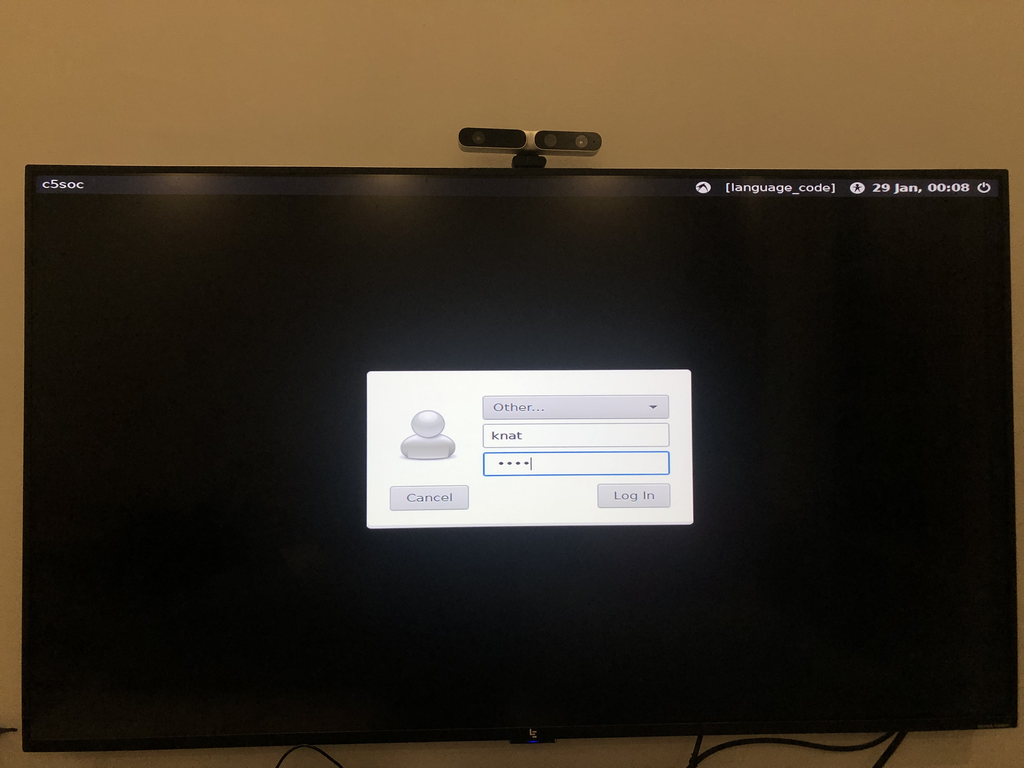 c5soc
[language_code] 29 Jan, 00:08
Other...
knat
••••
Cancel
Log In